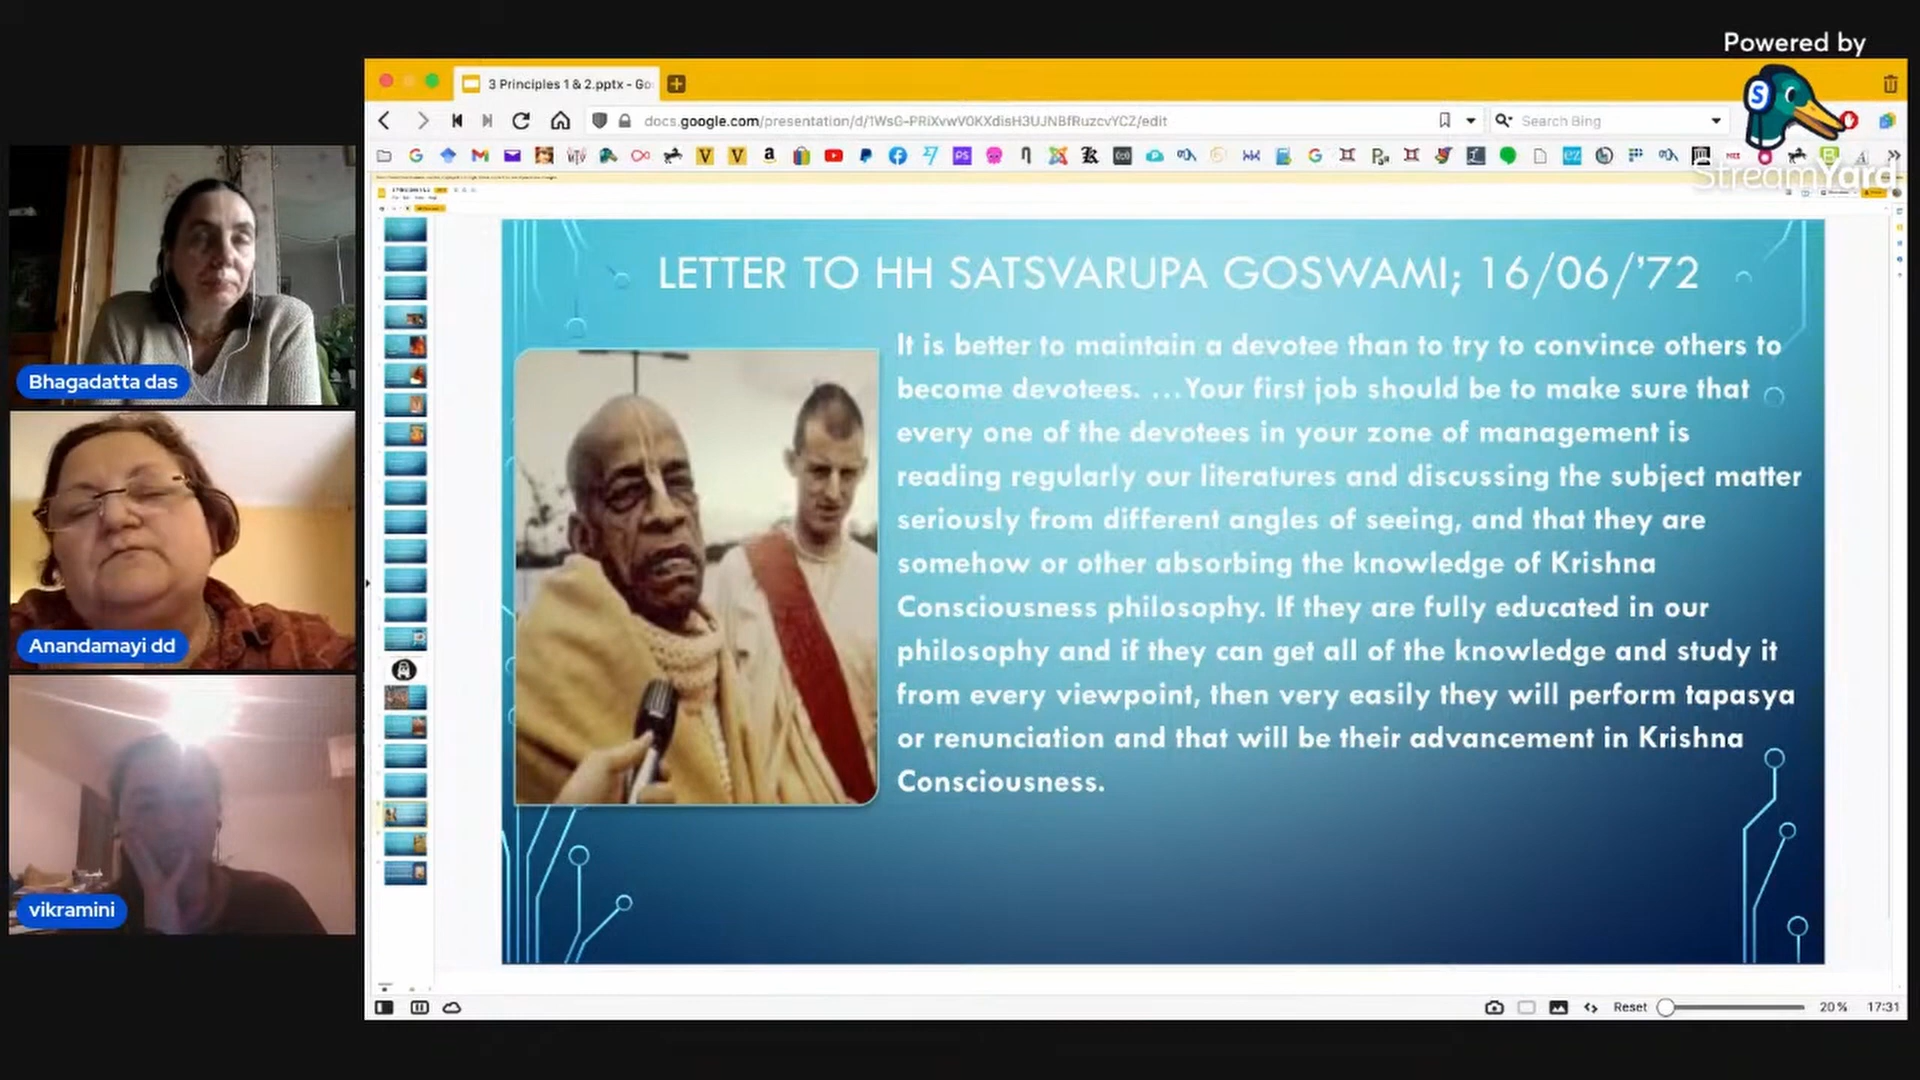 Powered by
StreamYard
3 Principles 1 & 2.pptx - Go
docs.google.com/presentation/d/1WsG-PRiXvwV0KXdisH3UJNBfRuzcvYCZ/edit
Search Bing
LETTER TO HH SATSVARUPA GOSWAMI; 16/06/’72
It is better to maintain a devotee than to try to convince others to
become devotees. ...Your first job should be to make sure that
every one of the devotees in your zone of management is
reading regularly our literatures and discussing the subject matter
seriously from different angles of seeing, and that they are
somehow or other absorbing the knowledge of Krishna
Consciousness philosophy. If they are fully educated in our
philosophy and if they can get all of the knowledge and study it
from every viewpoint, then very easily they will perform tapasya
or renunciation and that will be their advancement in Krishna
Consciousness.
Bhagadatta das
Anandamayi dd
vikramini
Reset
20 %
17:31